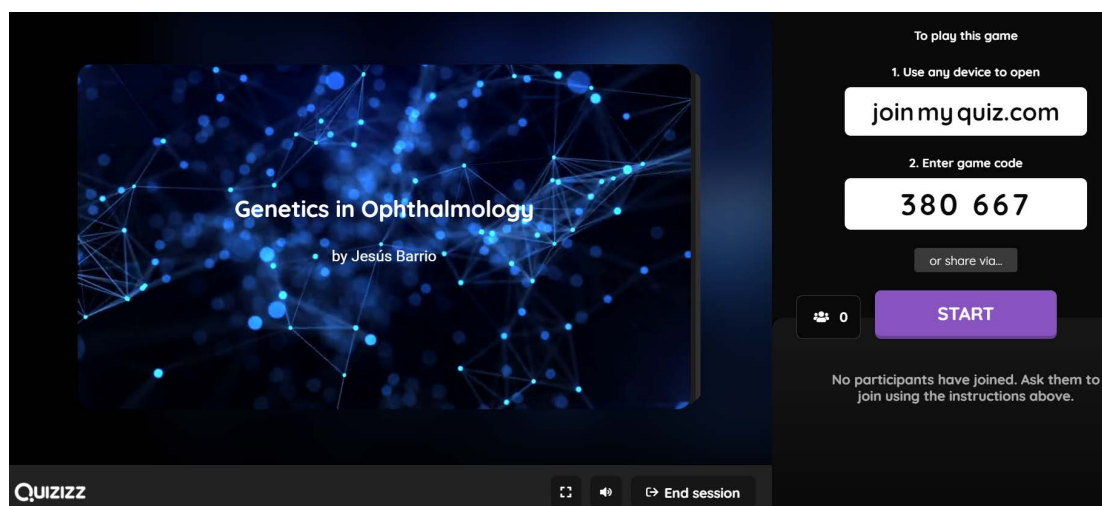 Genetics in Ophthalmology
by Jesús Barrio
QUIZIZZ
End session
To play this game
1. Use any device to open
joinmyquiz.com
2. Enter game code
380 667
or share via…
0
START
No participants have joined. Ask them to
join using the instructions above.